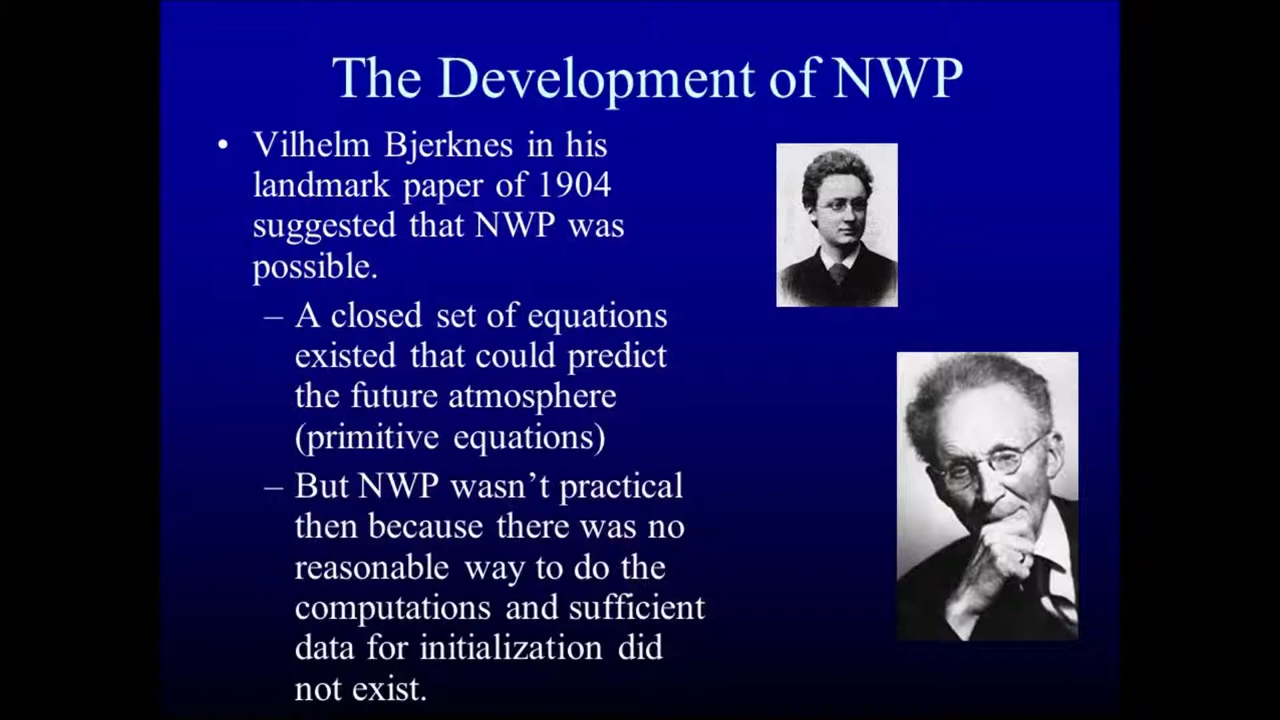 The Development of NWP
• Vilhelm Bjerknes in his
landmark paper of 1904
suggested that NWP was
possible.
– A closed set of equations
existed that could predict
the future atmosphere
(primitive equations)
– But NWP wasn’t practical
then because there was no
reasonable way to do the
computations and sufficient
data for initialization did
not exist.